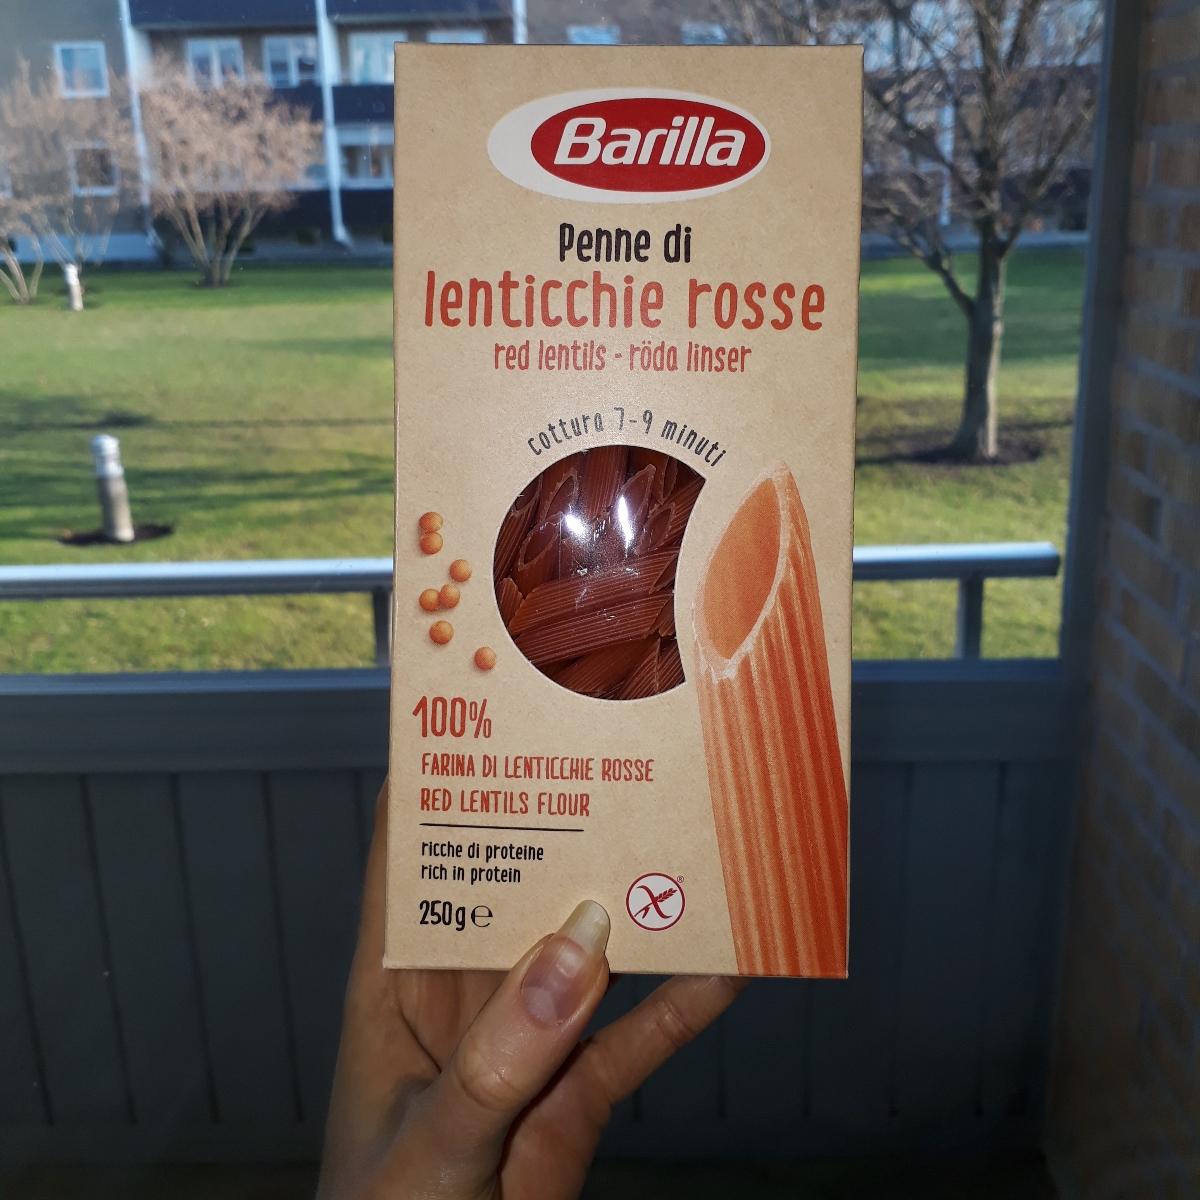 Barilla
Penne di
lenticchie rosse
red lentils - röda linser
cottura 7-9 minuti
100%
FARINA DI LENTICCHIE ROSSE
RED LENTILS FLOUR
ricche di proteine
rich in protein
250g ℮
®